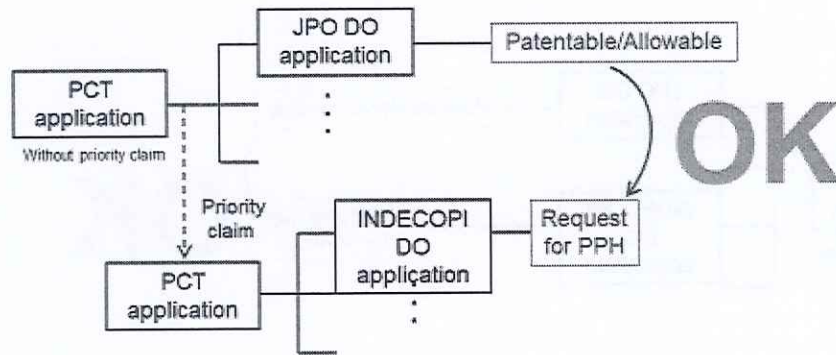 JPO DO
application
Patentable/Allowable
PCT
application
Without priority claim
OK
Priority
claim
INDECOPI
DO
application
Request
for PPH
PCT
application